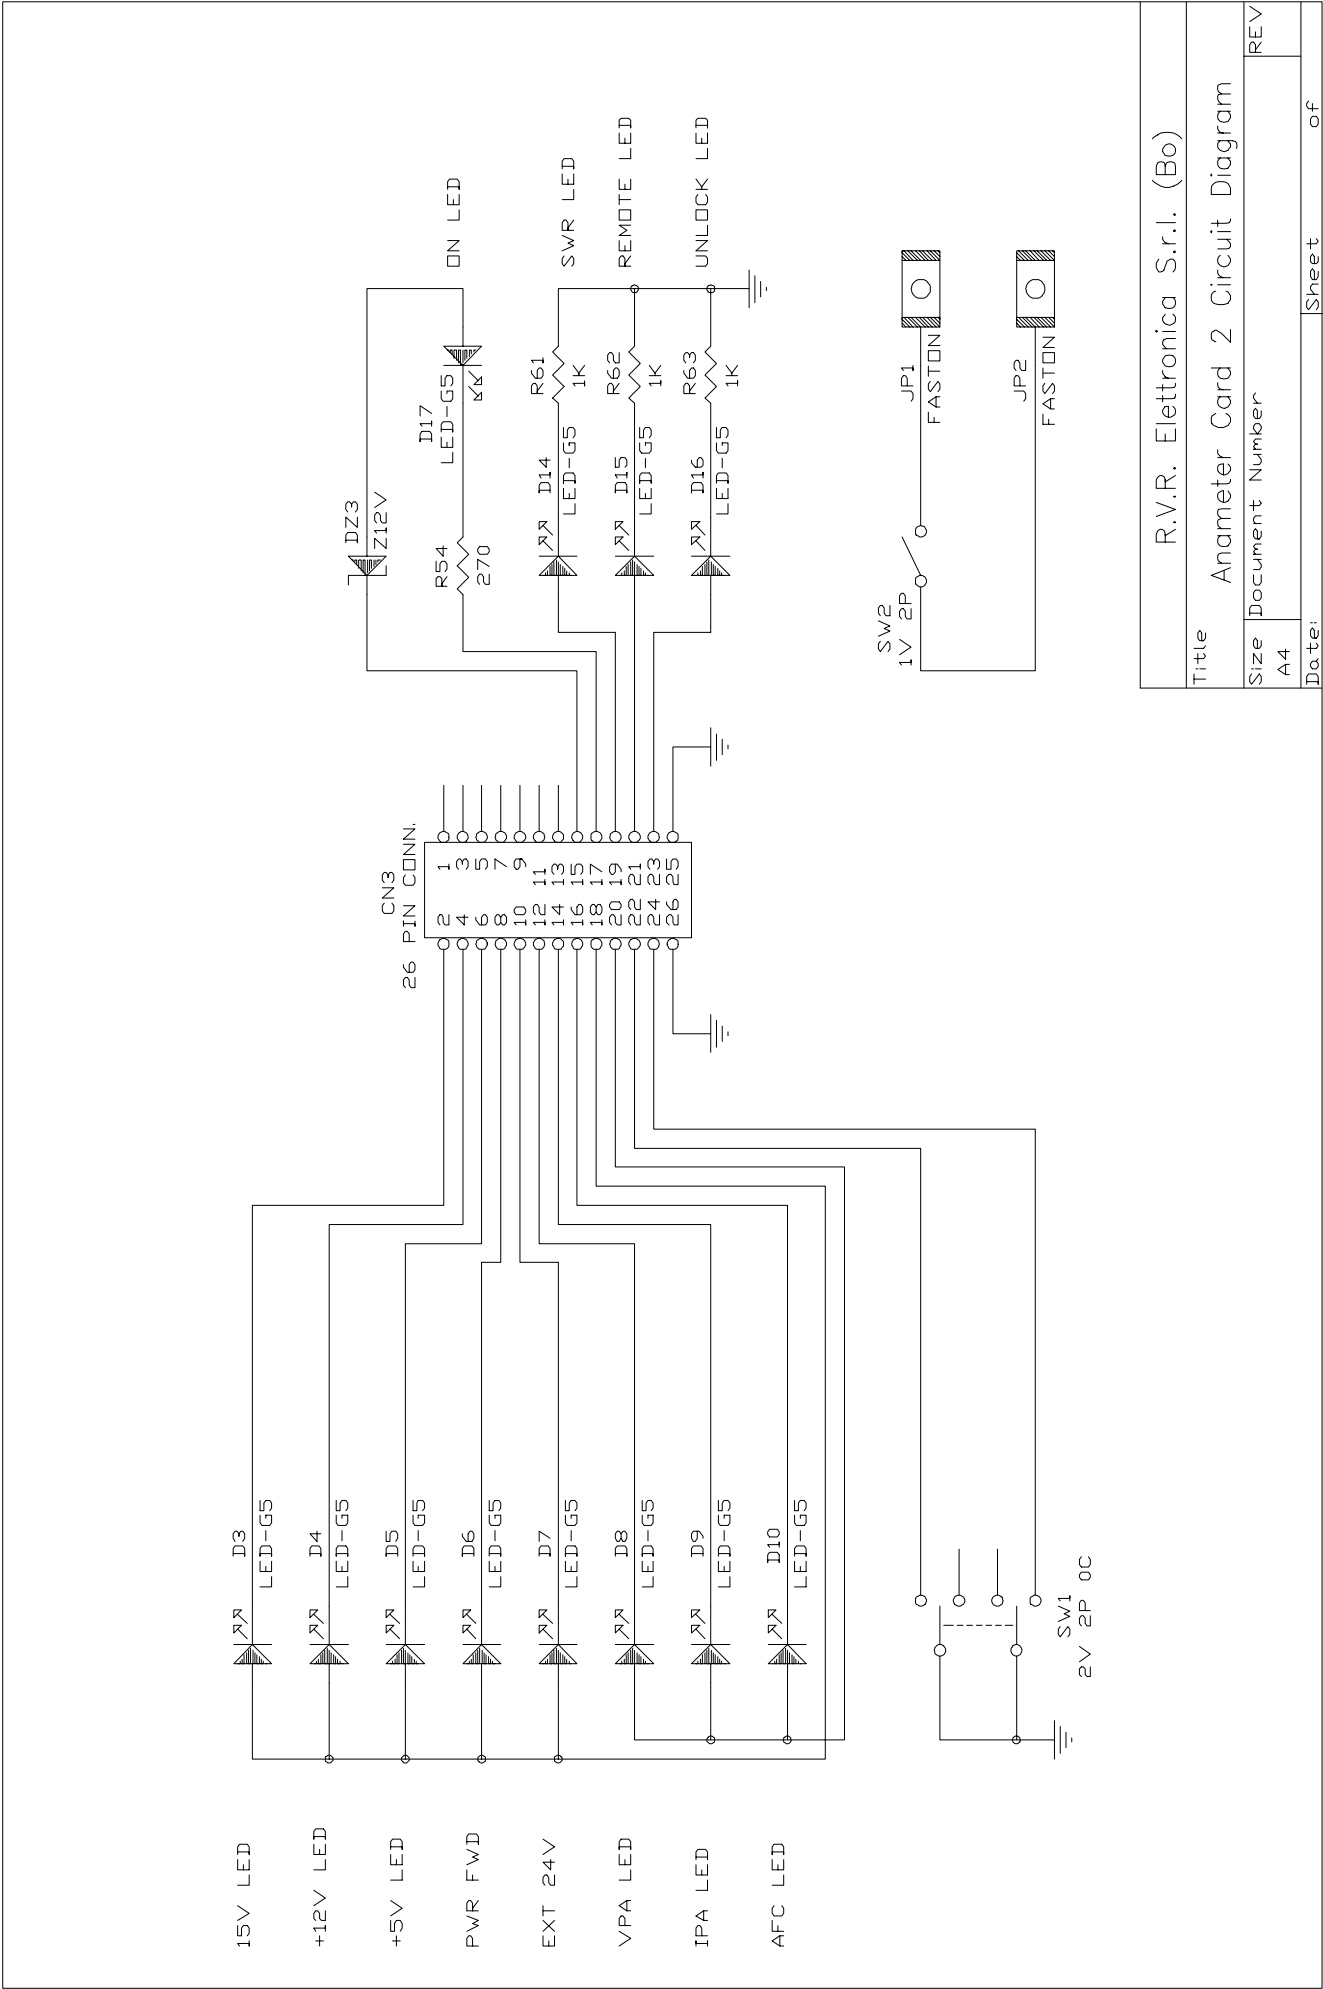 15V LED
+12V LED
+5V LED
PWR FWD
EXT 24V
VPA LED
IPA LED
AFC LED
D3
LED-G5
D4
LED-G5
D5
LED-G5
D6
LED-G5
D7
LED-G5
D8
LED-G5
D9
LED-G5
D10
LED-G5
SW1
2V 2P 0C
CN3
26 PIN CONN.
2 1
4 3
6 5
8 7
10 9
12 11
14 13
16 15
18 17
20 19
22 21
24 23
26 25
DZ3
Z12V
D17
LED-G5
R54
270
ON LED
D14
LED-G5
R61
1K
SWR LED
D15
LED-G5
R62
1K
REMOTE LED
D16
LED-G5
R63
1K
UNLOCK LED
SW2
1V 2P
JP1
FASTON
JP2
FASTON
R.V.R. Elettronica S.r.l. (Bo)
Title
Anameter Card 2 Circuit Diagram
Size Document Number REV
A4
Date: Sheet of